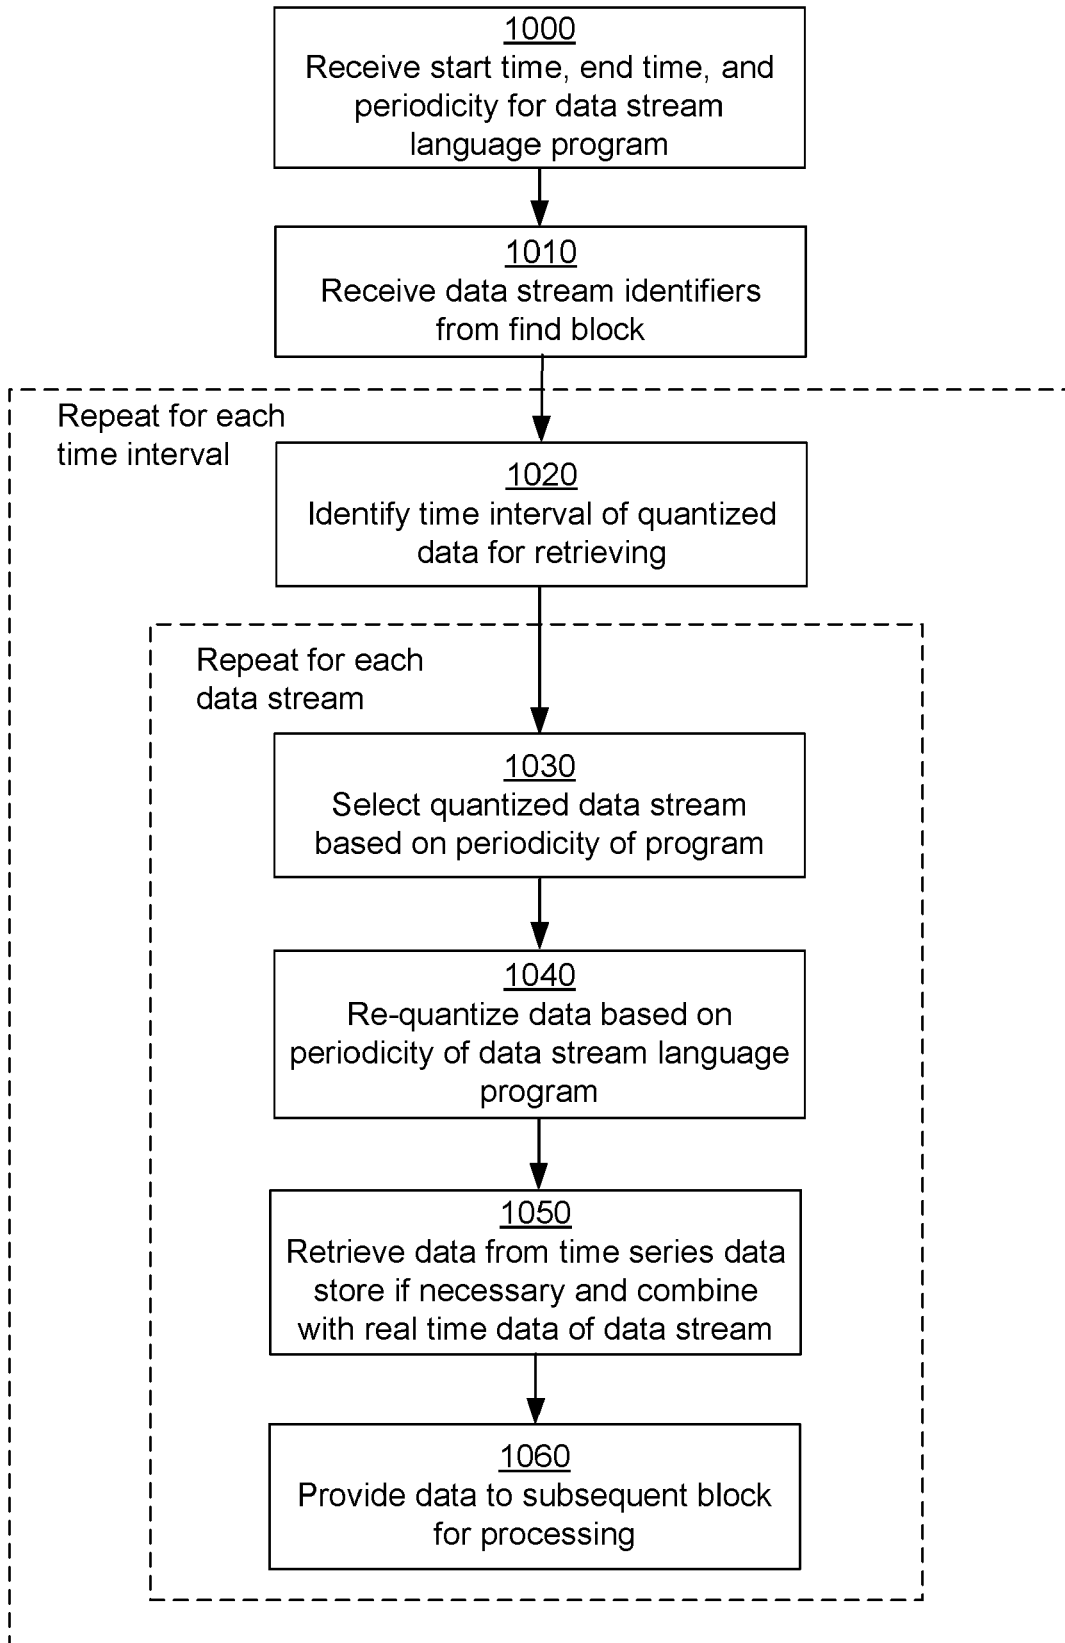 1000
Receive start time, end time, and
periodicity for data stream
language program
1010
Receive data stream identifiers
from find block
Repeat for each
time interval
1020
Identify time interval of quantized
data for retrieving
Repeat for each
data stream
1030
Select quantized data stream
based on periodicity of program
1040
Re-quantize data based on
periodicity of data stream language
program
1050
Retrieve data from time series data
store if necessary and combine
with real time data of data stream
1060
Provide data to subsequent block
for processing